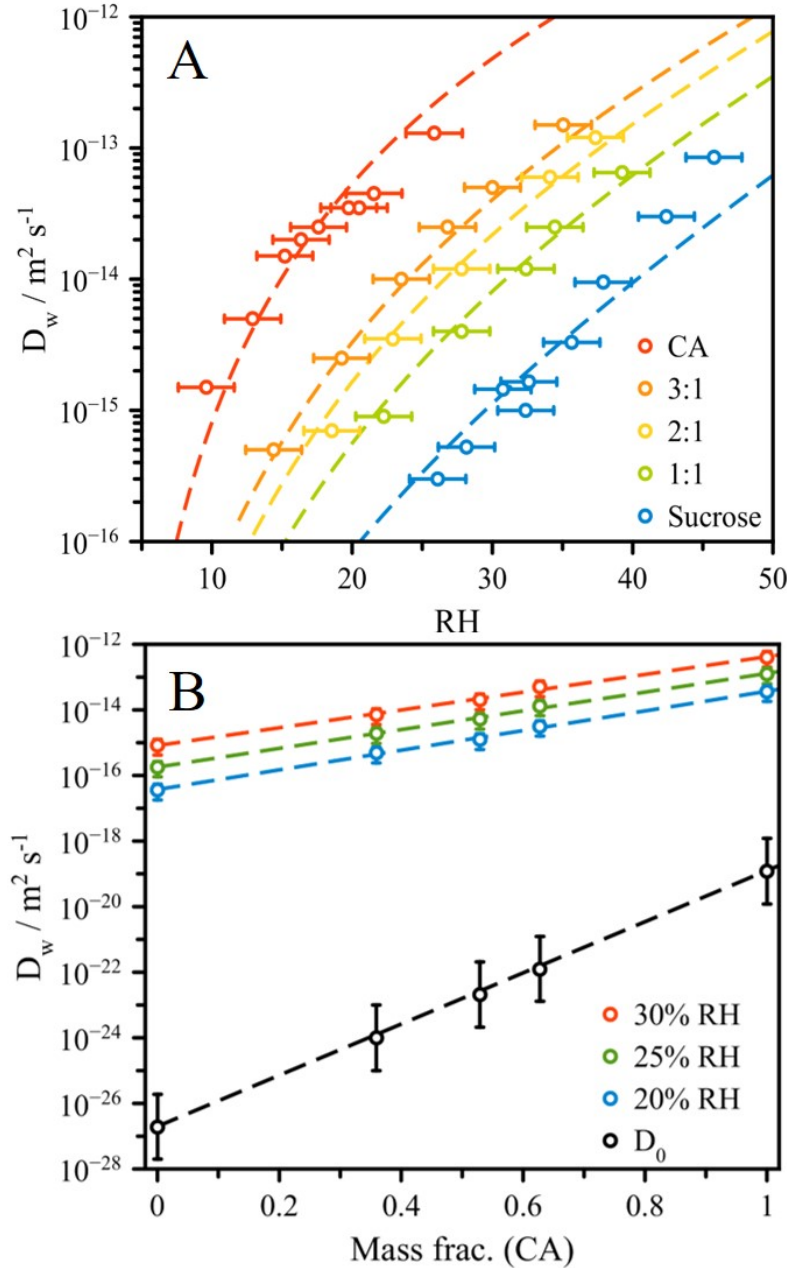 A
10⁻¹²
10⁻¹³
10⁻¹⁴
10⁻¹⁵
10⁻¹⁶
D_w / m² s⁻¹
CA
3:1
2:1
1:1
Sucrose
10 20 30 40 50
RH
B
10⁻¹²
10⁻¹⁴
10⁻¹⁶
10⁻¹⁸
10⁻²⁰
10⁻²²
10⁻²⁴
10⁻²⁶
10⁻²⁸
D_w / m² s⁻¹
30% RH
25% RH
20% RH
D₀
0 0.2 0.4 0.6 0.8 1
Mass frac. (CA)